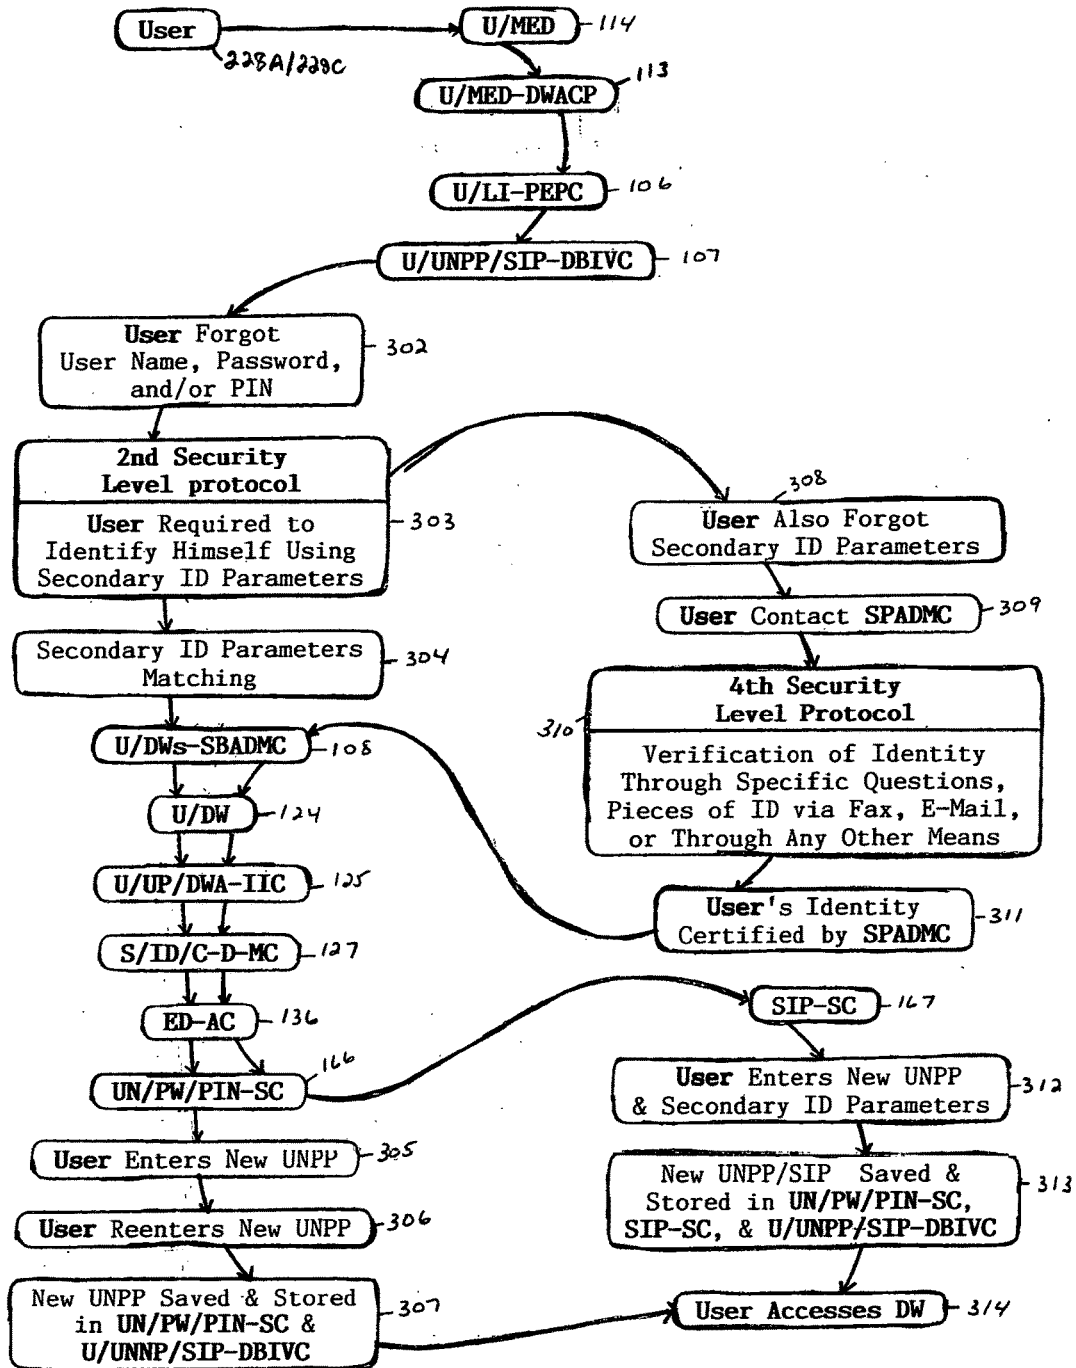 User
228A/228C
U/MED
114
U/MED-DWACP
113
U/LI-PEPC
106
U/UNPP/SIP-DBIVC
107
User Forgot
User Name, Password,
and/or PIN
302
2nd Security
Level protocol
User Required to
Identify Himself Using
Secondary ID Parameters
303
Secondary ID Parameters
Matching
304
U/DWs-SBADMC
108
U/DW
124
U/UP/DWA-IIC
125
S/ID/C-D-MC
127
ED-AC
136
UN/PW/PIN-SC
166
User Enters New UNPP
305
User Reenters New UNPP
306
New UNPP Saved & Stored
in UN/PW/PIN-SC &
U/UNNP/SIP-DBIVC
307
308
User Also Forgot
Secondary ID Parameters
User Contact SPADMC
309
4th Security
Level Protocol
310
Verification of Identity
Through Specific Questions,
Pieces of ID via Fax, E-Mail,
or Through Any Other Means
User's Identity
Certified by SPADMC
311
SIP-SC
167
User Enters New UNPP
& Secondary ID Parameters
312
New UNPP/SIP Saved &
Stored in UN/PW/PIN-SC,
SIP-SC, & U/UNPP/SIP-DBIVC
313
User Accesses DW
314